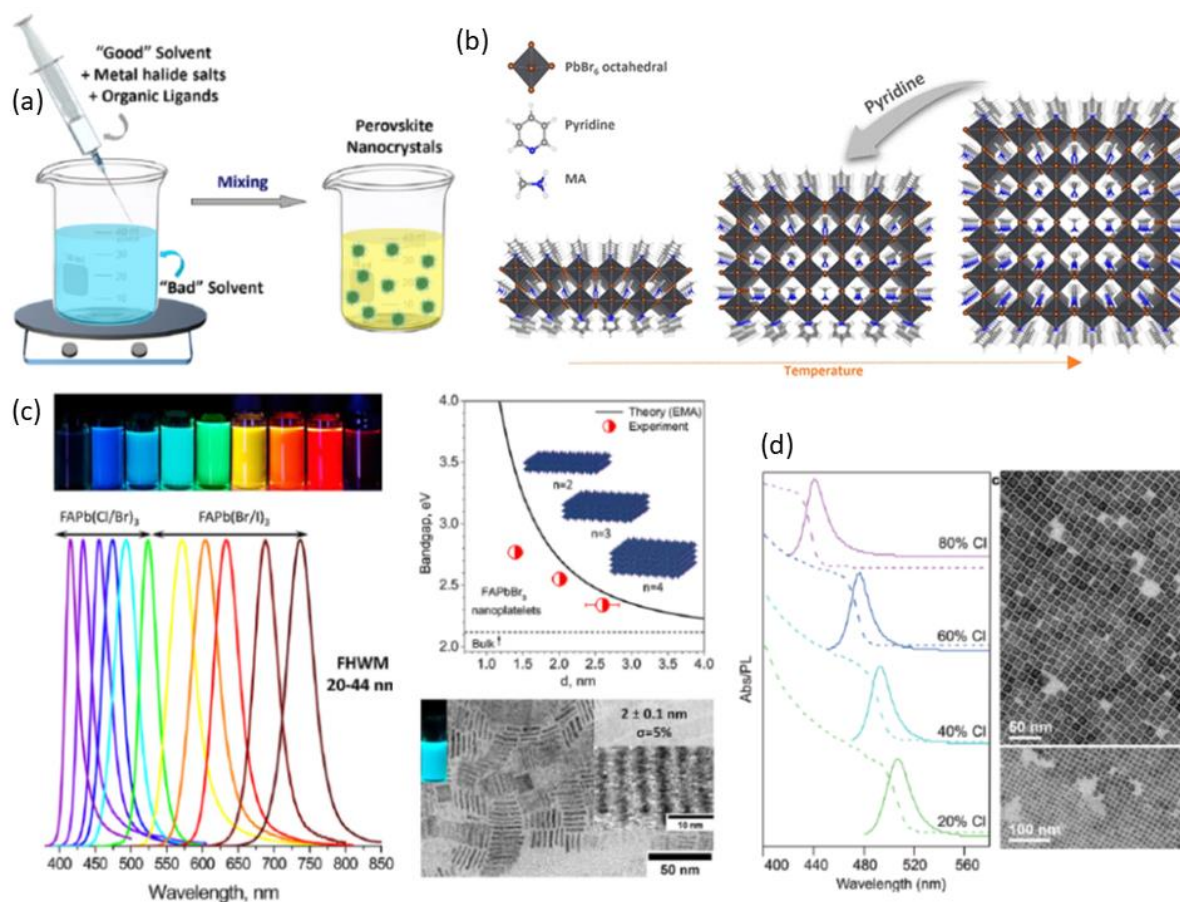 (a)
"Good" Solvent
+ Metal halide salts
+ Organic Ligands
Mixing
Perovskite
Nanocrystals
"Bad" Solvent
(b)
PbBr6 octahedral
Pyridine
MA
Pyridine
Temperature
(c)
FAPb(Cl/Br)3
FAPb(Br/I)3
FHWM
20-44 nm
400 450 500 550 600 650 700 750 800 850
Wavelength, nm
4.0
3.5
3.0
2.5
2.0
Bandgap, eV
Theory (EMA)
Experiment
n=2
n=3
n=4
FAPbBr3
nanoplatelets
Bulk
1.0 1.5 2.0 2.5 3.0 3.5 4.0
d, nm
2 ± 0.1 nm
σ=5%
10 nm
50 nm
(d)
Abs/PL
80% Cl
60% Cl
40% Cl
20% Cl
400 440 480 520 560
Wavelength (nm)
c
50 nm
100 nm